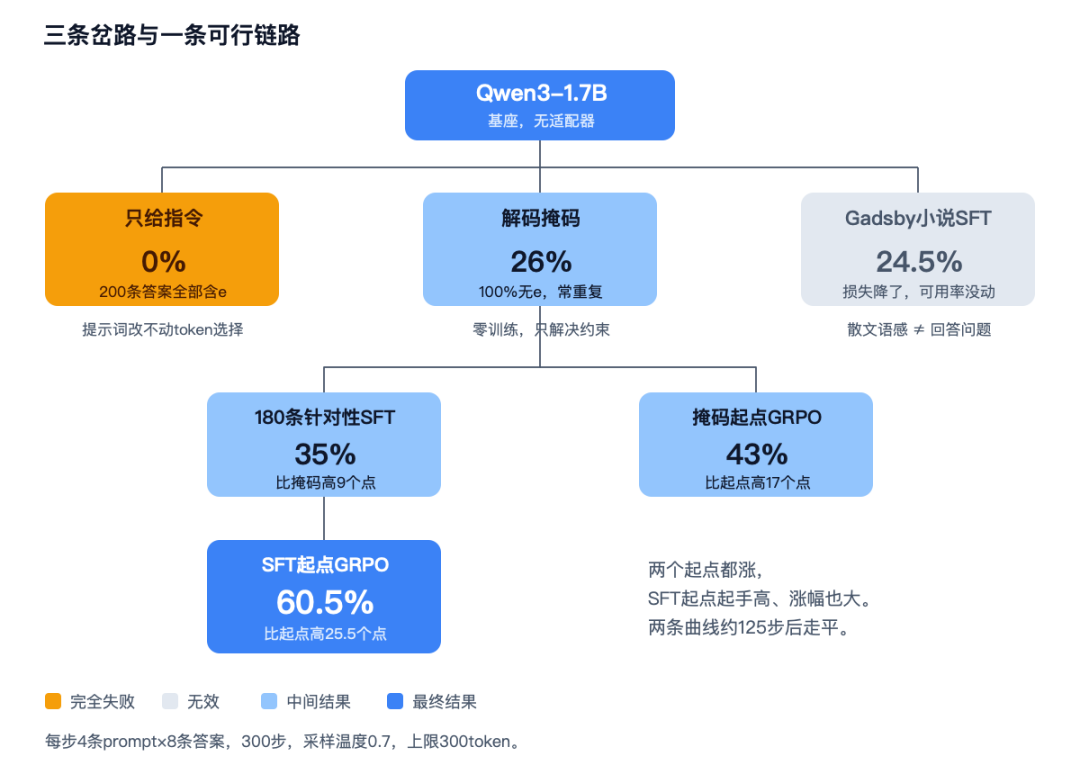 三条岔路与一条可行链路
Qwen3-1.7B
基座，无适配器
只给指令
0%
200条答案全部含e
提示词改不动token选择
解码掩码
26%
100%无e，常重复
零训练，只解决约束
Gadsby小说SFT
24.5%
损失降了，可用率没动
散文语感 ≠ 回答问题
180条针对性SFT
35%
比掩码高9个点
掩码起点GRPO
43%
比起点高17个点
SFT起点GRPO
60.5%
比起点高25.5个点
两个起点都涨，
SFT起点起手高、涨幅也大。
两条曲线约125步后走平。
完全失败
无效
中间结果
最终结果
每步4条prompt×8条答案，300步，采样温度0.7，上限300token。